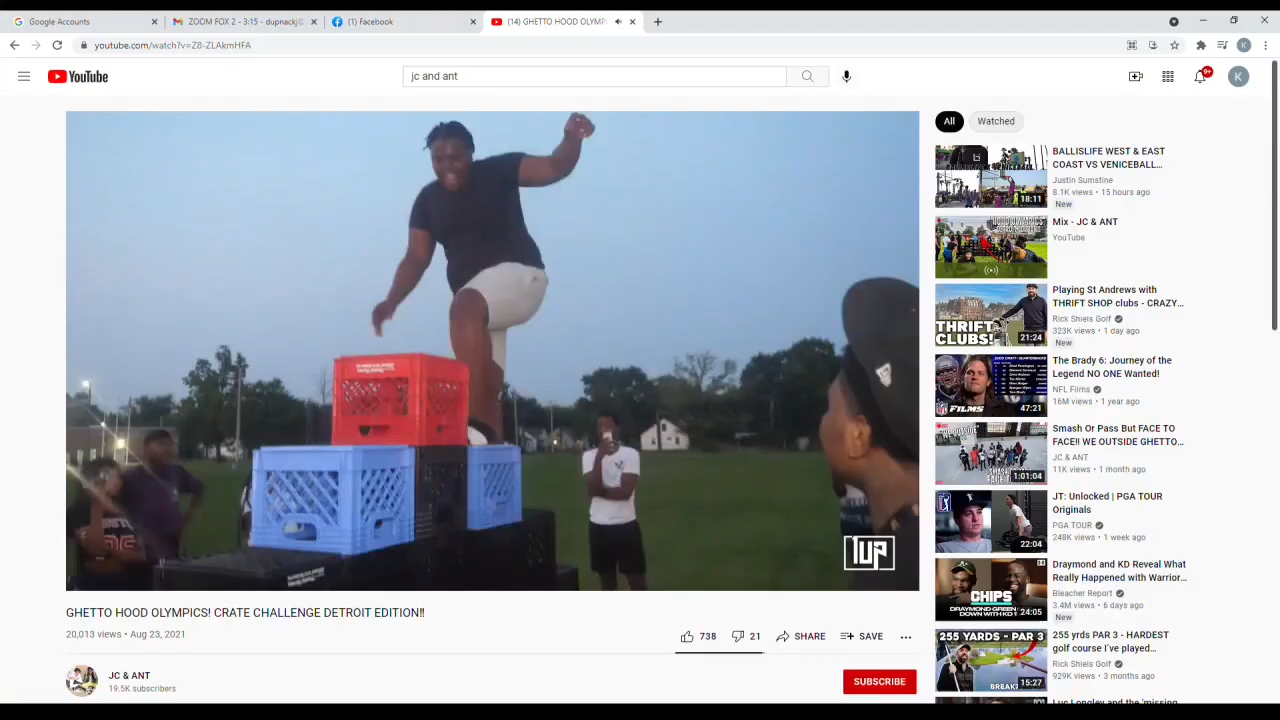 Google Accounts
ZOOM FOX 2 - 3:15 - dupnackj@
(1) Facebook
(14) GHETTO HOOD OLYMPI
youtube.com/watch?v=Z8-ZLAkmHFA
YouTube
jc and ant
9+
K
K
1UP
GHETTO HOOD OLYMPICS! CRATE CHALLENGE DETROIT EDITION!!
20,013 views • Aug 23, 2021
738
21
SHARE
SAVE
JC & ANT
19.5K subscribers
SUBSCRIBE
All
Watched
18:11
BALLISLIFE WEST & EAST
COAST VS VENICEBALL...
Justin Sumstine
8.1K views • 15 hours ago
New
Mix - JC & ANT
YouTube
THRIFT
CLUBS!
21:24
Playing St Andrews with
THRIFT SHOP clubs - CRAZY...
Rick Shiels Golf
323K views • 1 day ago
New
FILMS
47:21
The Brady 6: Journey of the
Legend NO ONE Wanted!
NFL Films
16M views • 1 year ago
1:01:04
Smash Or Pass But FACE TO
FACE!! WE OUTSIDE GHETTO...
JC & ANT
11K views • 1 month ago
22:04
JT: Unlocked | PGA TOUR
Originals
PGA TOUR
248K views • 1 week ago
CHIPS
24:05
Draymond and KD Reveal What
Really Happened with Warrior...
Bleacher Report
3.4M views • 6 days ago
New
255 YARDS - PAR 3
15:27
255 yrds PAR 3 - HARDEST
golf course I've played...
Rick Shiels Golf
929K views • 3 months ago
Luc Longley and the 'missing